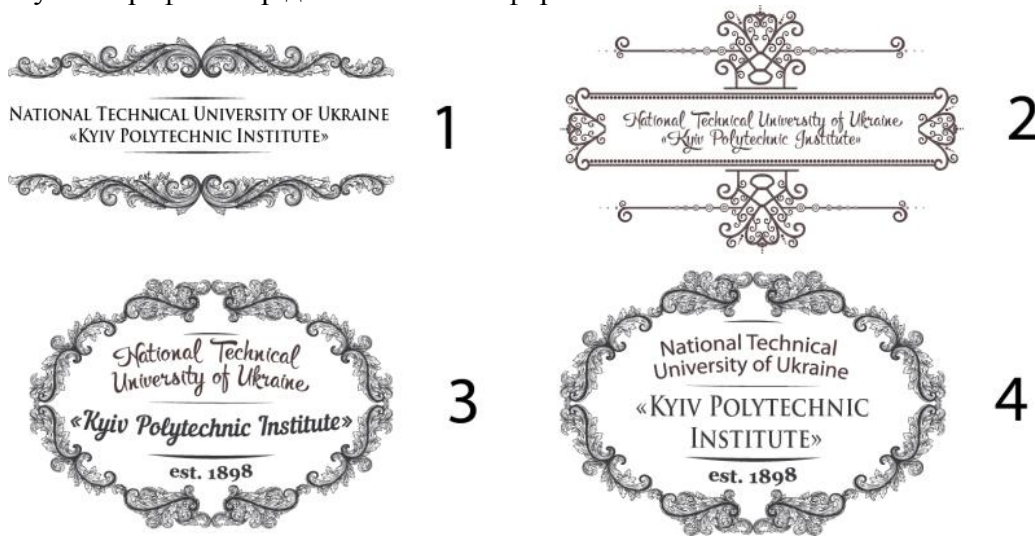 NATIONAL TECHNICAL UNIVERSITY OF UKRAINE
«KYIV POLYTECHNIC INSTITUTE»
1
National Technical University of Ukraine
«Kyiv Polytechnic Institute»
2
National Technical
University of Ukraine
«Kyiv Polytechnic Institute»
est. 1898
3
National Technical
University of Ukraine
«KYIV POLYTECHNIC
INSTITUTE»
est. 1898
4